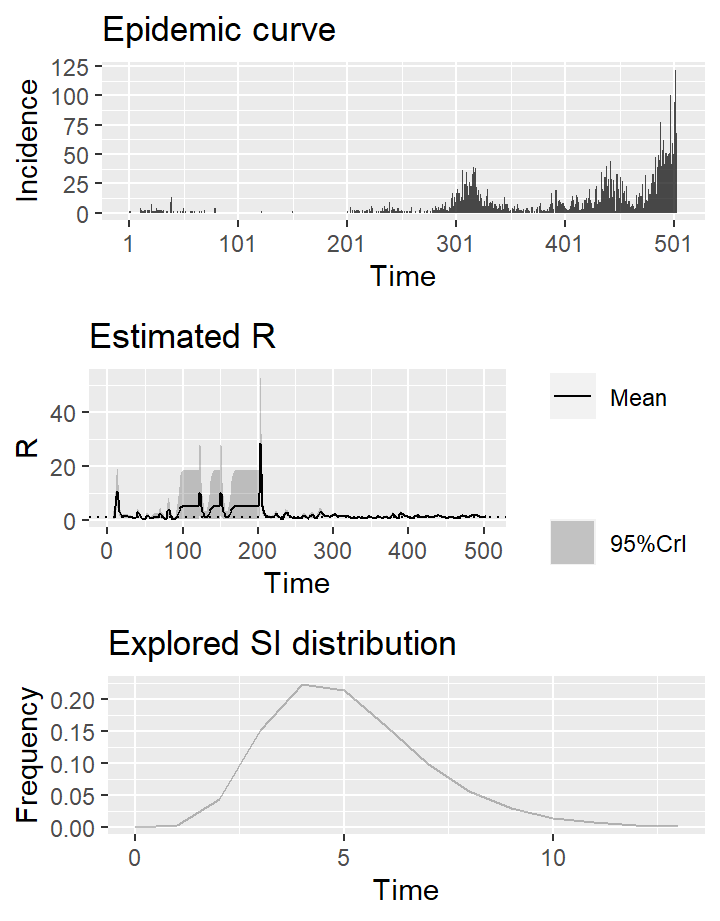 Epidemic curve
125
100
75
50
25
0
Incidence
1 101 201 301 401 501
Time
Estimated R
40
20
0
R
0 100 200 300 400 500
Time
Mean
95%CrI
Explored SI distribution
0.20
0.15
0.10
0.05
0.00
Frequency
0 5 10
Time